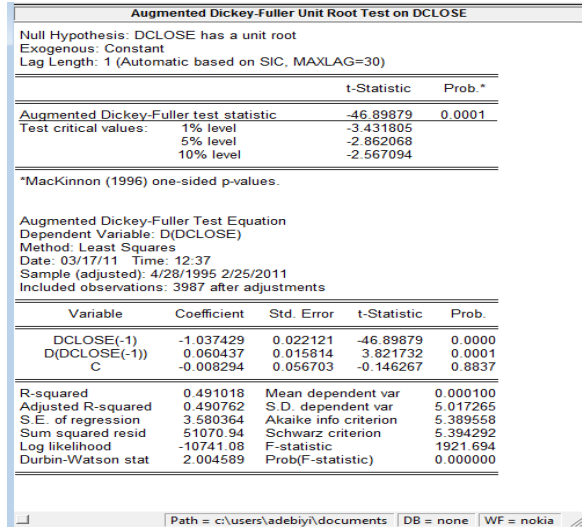 Augmented Dickey-Fuller Unit Root Test on DCLOSE
Null Hypothesis: DCLOSE has a unit root
Exogenous: Constant
Lag Length: 1 (Automatic based on SIC, MAXLAG=30)
t-Statistic Prob.*
Augmented Dickey-Fuller test statistic -46.89879 0.0001
Test critical values: 1% level -3.431805
5% level -2.862068
10% level -2.567094
*MacKinnon (1996) one-sided p-values.
Augmented Dickey-Fuller Test Equation
Dependent Variable: D(DCLOSE)
Method: Least Squares
Date: 03/17/11 Time: 12:37
Sample (adjusted): 4/28/1995 2/25/2011
Included observations: 3987 after adjustments
Variable Coefficient Std. Error t-Statistic Prob.
DCLOSE(-1) -1.037429 0.022121 -46.89879 0.0000
D(DCLOSE(-1)) 0.060437 0.015814 3.821732 0.0001
C -0.008294 0.056703 -0.146267 0.8837
R-squared 0.491018 Mean dependent var 0.000100
Adjusted R-squared 0.490762 S.D. dependent var 5.017265
S.E. of regression 3.580364 Akaike info criterion 5.389558
Sum squared resid 51070.94 Schwarz criterion 5.394292
Log likelihood -10741.08 F-statistic 1921.694
Durbin-Watson stat 2.004589 Prob(F-statistic) 0.000000
Path = c:\users\adebiyi\documents DB = none WF = nokia